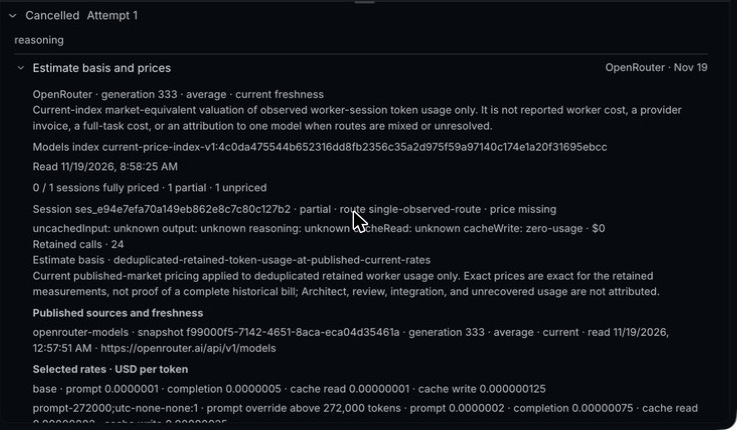 Cancelled Attempt 1
reasoning
Estimate basis and prices OpenRouter · Nov 19
OpenRouter · generation 333 · average · current freshness
Current-index market-equivalent valuation of observed worker-session token usage only. It is not reported worker cost, a provider
invoice, a full-task cost, or an attribution to one model when routes are mixed or unresolved.
Models index current-price-index-v1:4c0da475544b652316dd8fb2356c35a2d975f59a97140c174e1a20f31695ebcc
Read 11/19/2026, 8:58:25 AM
0 / 1 sessions fully priced · 1 partial · 1 unpriced
Session ses_e94e7efa70a149eb862e8c7c80c127b2 · partial · route single-observed-route · price missing
uncachedInput: unknown output: unknown reasoning: unknown cacheRead: unknown cacheWrite: zero-usage · $0
Retained calls · 24
Estimate basis · deduplicated-retained-token-usage-at-published-current-rates
Current published-market pricing applied to deduplicated retained worker usage only. Exact prices are exact for the retained
measurements, not proof of a complete historical bill; Architect, review, integration, and unrecovered usage are not attributed.
Published sources and freshness
openrouter-models · snapshot f99000f5-7142-4651-8aca-eca04d35461a · generation 333 · average · current · read 11/19/2026,
12:57:51 AM · https://openrouter.ai/api/v1/models
Selected rates · USD per token
base · prompt 0.0000001 · completion 0.0000005 · cache read 0.00000001 · cache write 0.000000125
prompt-272000;utc-none-none:1 · prompt override above 272,000 tokens · prompt 0.0000002 · completion 0.00000075 · cache read